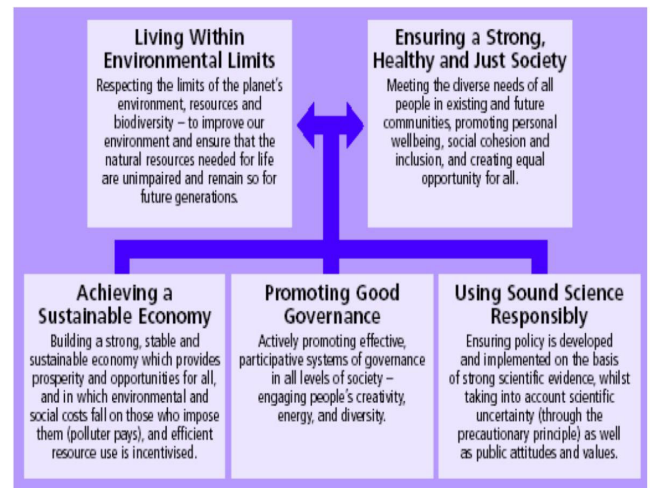 Living Within
Environmental Limits
Respecting the limits of the planet's
environment, resources and
biodiversity – to improve our
environment and ensure that the
natural resources needed for life
are unimpaired and remain so for
future generations.
Ensuring a Strong,
Healthy and Just Society
Meeting the diverse needs of all
people in existing and future
communities, promoting personal
wellbeing, social cohesion and
inclusion, and creating equal
opportunity for all.
Achieving a
Sustainable Economy
Building a strong, stable and
sustainable economy which provides
prosperity and opportunities for all,
and in which environmental and
social costs fall on those who impose
them (polluter pays), and efficient
resource use is incentivised.
Promoting Good
Governance
Actively promoting effective,
participative systems of governance
in all levels of society –
engaging people's creativity,
energy, and diversity.
Using Sound Science
Responsibly
Ensuring policy is developed
and implemented on the basis
of strong scientific evidence, whilst
taking into account scientific
uncertainty (through the
precautionary principle) as well
as public attitudes and values.